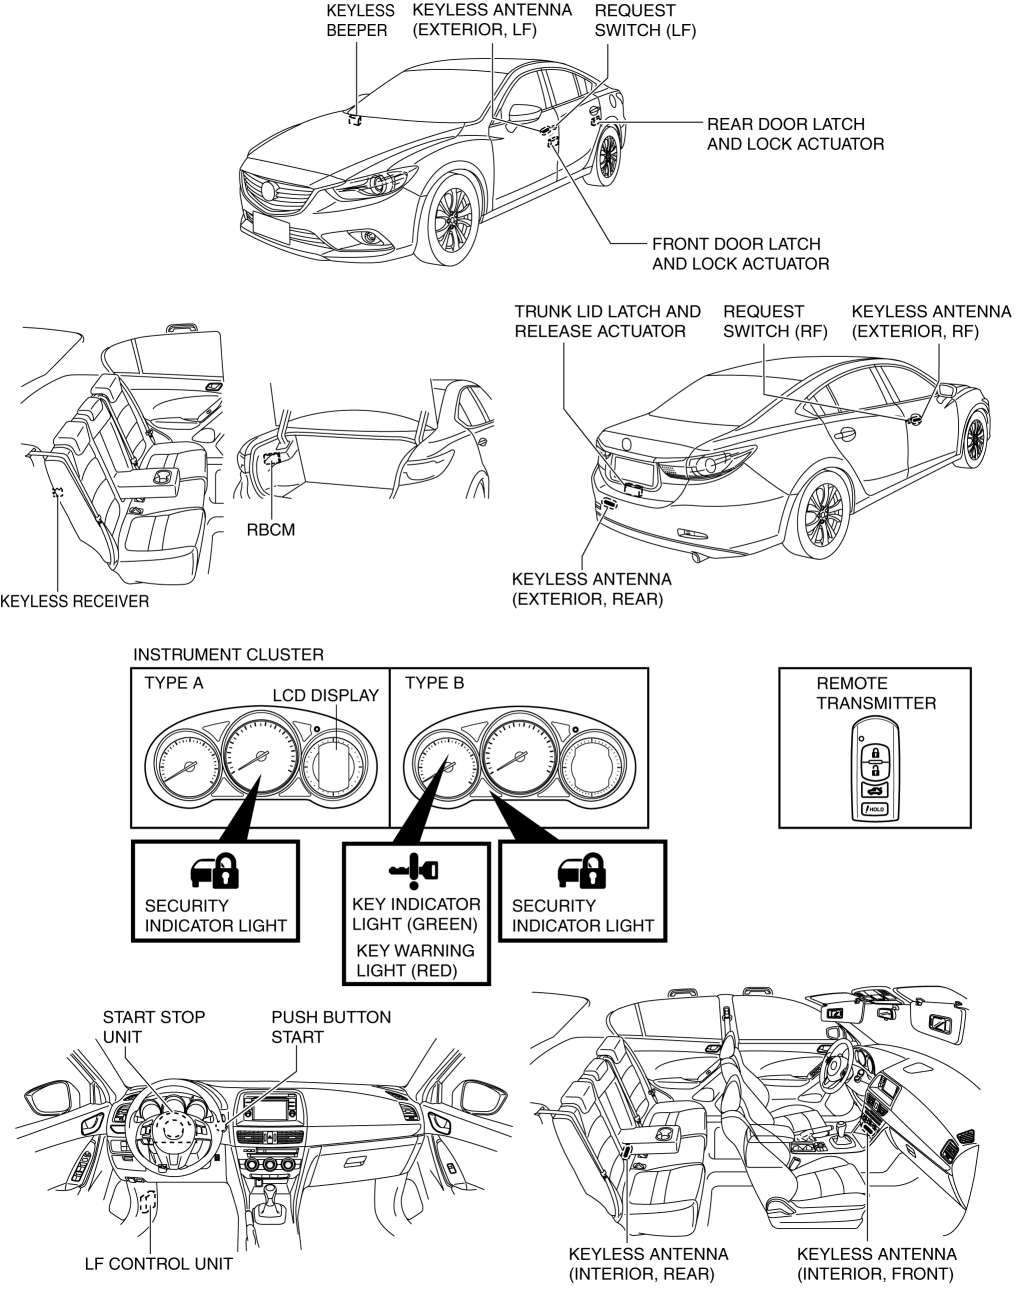 KEYLESS
BEEPER
KEYLESS ANTENNA
(EXTERIOR, LF)
REQUEST
SWITCH (LF)
REAR DOOR LATCH
AND LOCK ACTUATOR
FRONT DOOR LATCH
AND LOCK ACTUATOR
TRUNK LID LATCH AND
RELEASE ACTUATOR
REQUEST
SWITCH (RF)
KEYLESS ANTENNA
(EXTERIOR, RF)
RBCM
KEYLESS RECEIVER
KEYLESS ANTENNA
(EXTERIOR, REAR)
INSTRUMENT CLUSTER
TYPE A
LCD DISPLAY
TYPE B
REMOTE
TRANSMITTER
HOLD
SECURITY
INDICATOR LIGHT
KEY INDICATOR
LIGHT (GREEN)
KEY WARNING
LIGHT (RED)
SECURITY
INDICATOR LIGHT
START STOP
UNIT
PUSH BUTTON
START
LF CONTROL UNIT
KEYLESS ANTENNA
(INTERIOR, REAR)
KEYLESS ANTENNA
(INTERIOR, FRONT)